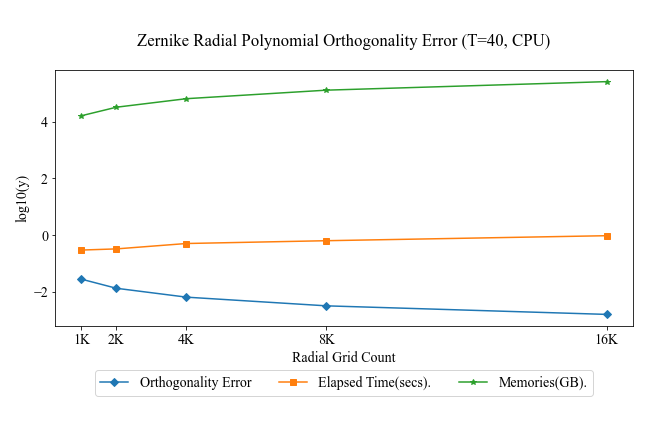 Zernike Radial Polynomial Orthogonality Error (T=40, CPU)
log10(y)
4
2
0
−2
1K 2K 4K 8K 16K
Radial Grid Count
Orthogonality Error Elapsed Time(secs). Memories(GB).